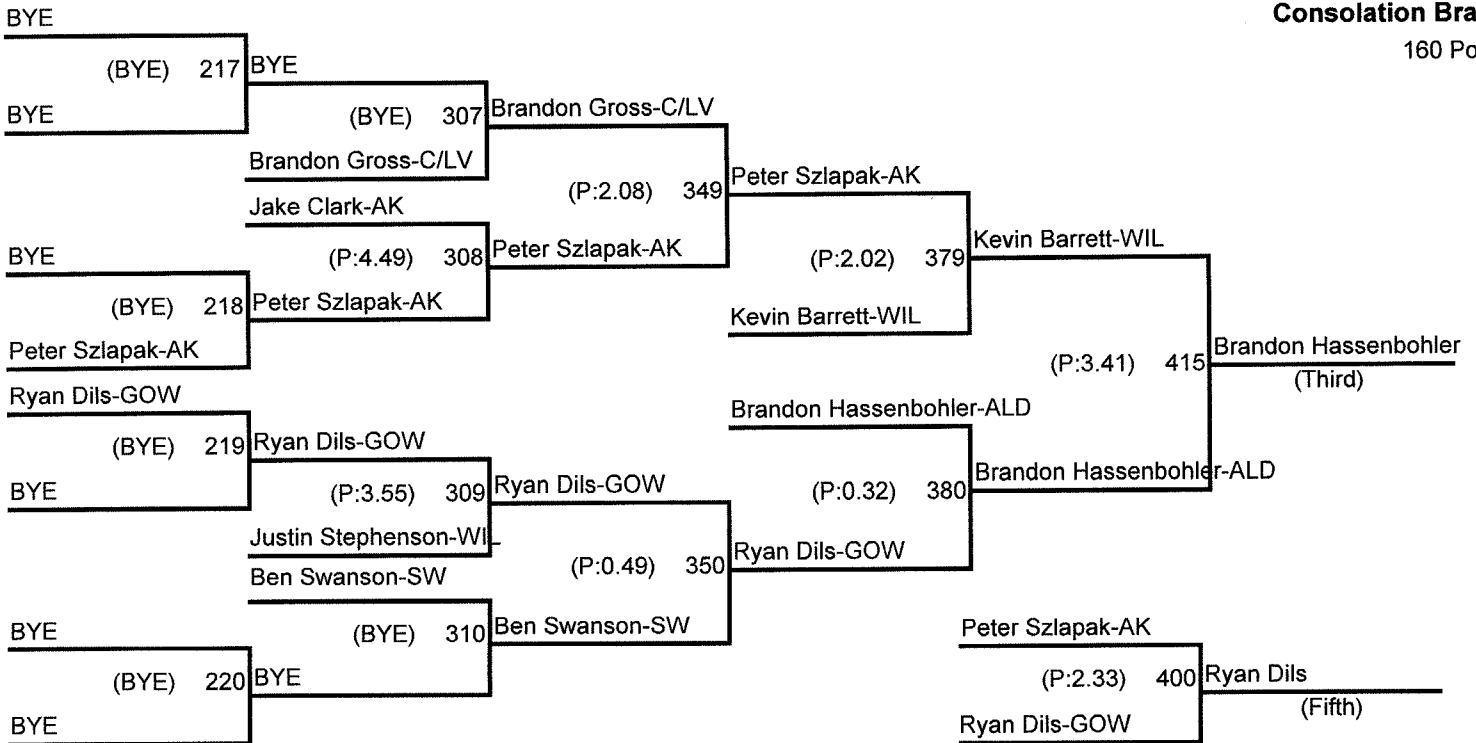 Consolation Bra
160 Po
BYE
(BYE) 217
BYE
BYE
(BYE) 307
Brandon Gross-C/LV
Brandon Gross-C/LV
Jake Clark-AK
(P:2.08) 349
Peter Szlapak-AK
(P:4.49) 308
Peter Szlapak-AK
BYE
(BYE) 218
Peter Szlapak-AK
Peter Szlapak-AK
(P:2.02) 379
Kevin Barrett-WIL
Kevin Barrett-WIL
Ryan Dils-GOW
(BYE) 219
Ryan Dils-GOW
BYE
(P:3.55) 309
Ryan Dils-GOW
Justin Stephenson-WIL
Ben Swanson-SW
(P:0.49) 350
Ryan Dils-GOW
(BYE) 310
Ben Swanson-SW
BYE
(BYE) 220
BYE
BYE
Brandon Hassenbohler-ALD
(P:0.32) 380
Brandon Hassenbohler-ALD
(P:3.41) 415
Brandon Hassenbohler
(Third)
Peter Szlapak-AK
(P:2.33) 400
Ryan Dils
(Fifth)
Ryan Dils-GOW